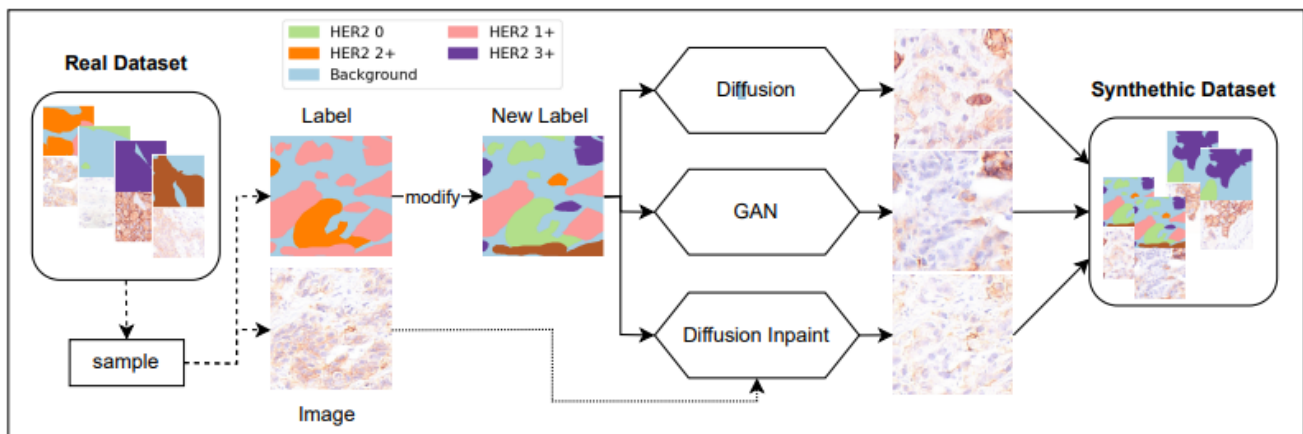 HER2 0
HER2 1+
HER2 2+
HER2 3+
Background
Real Dataset
Label
New Label
Diffusion
Synthethic Dataset
modify
GAN
sample
Diffusion Inpaint
Image